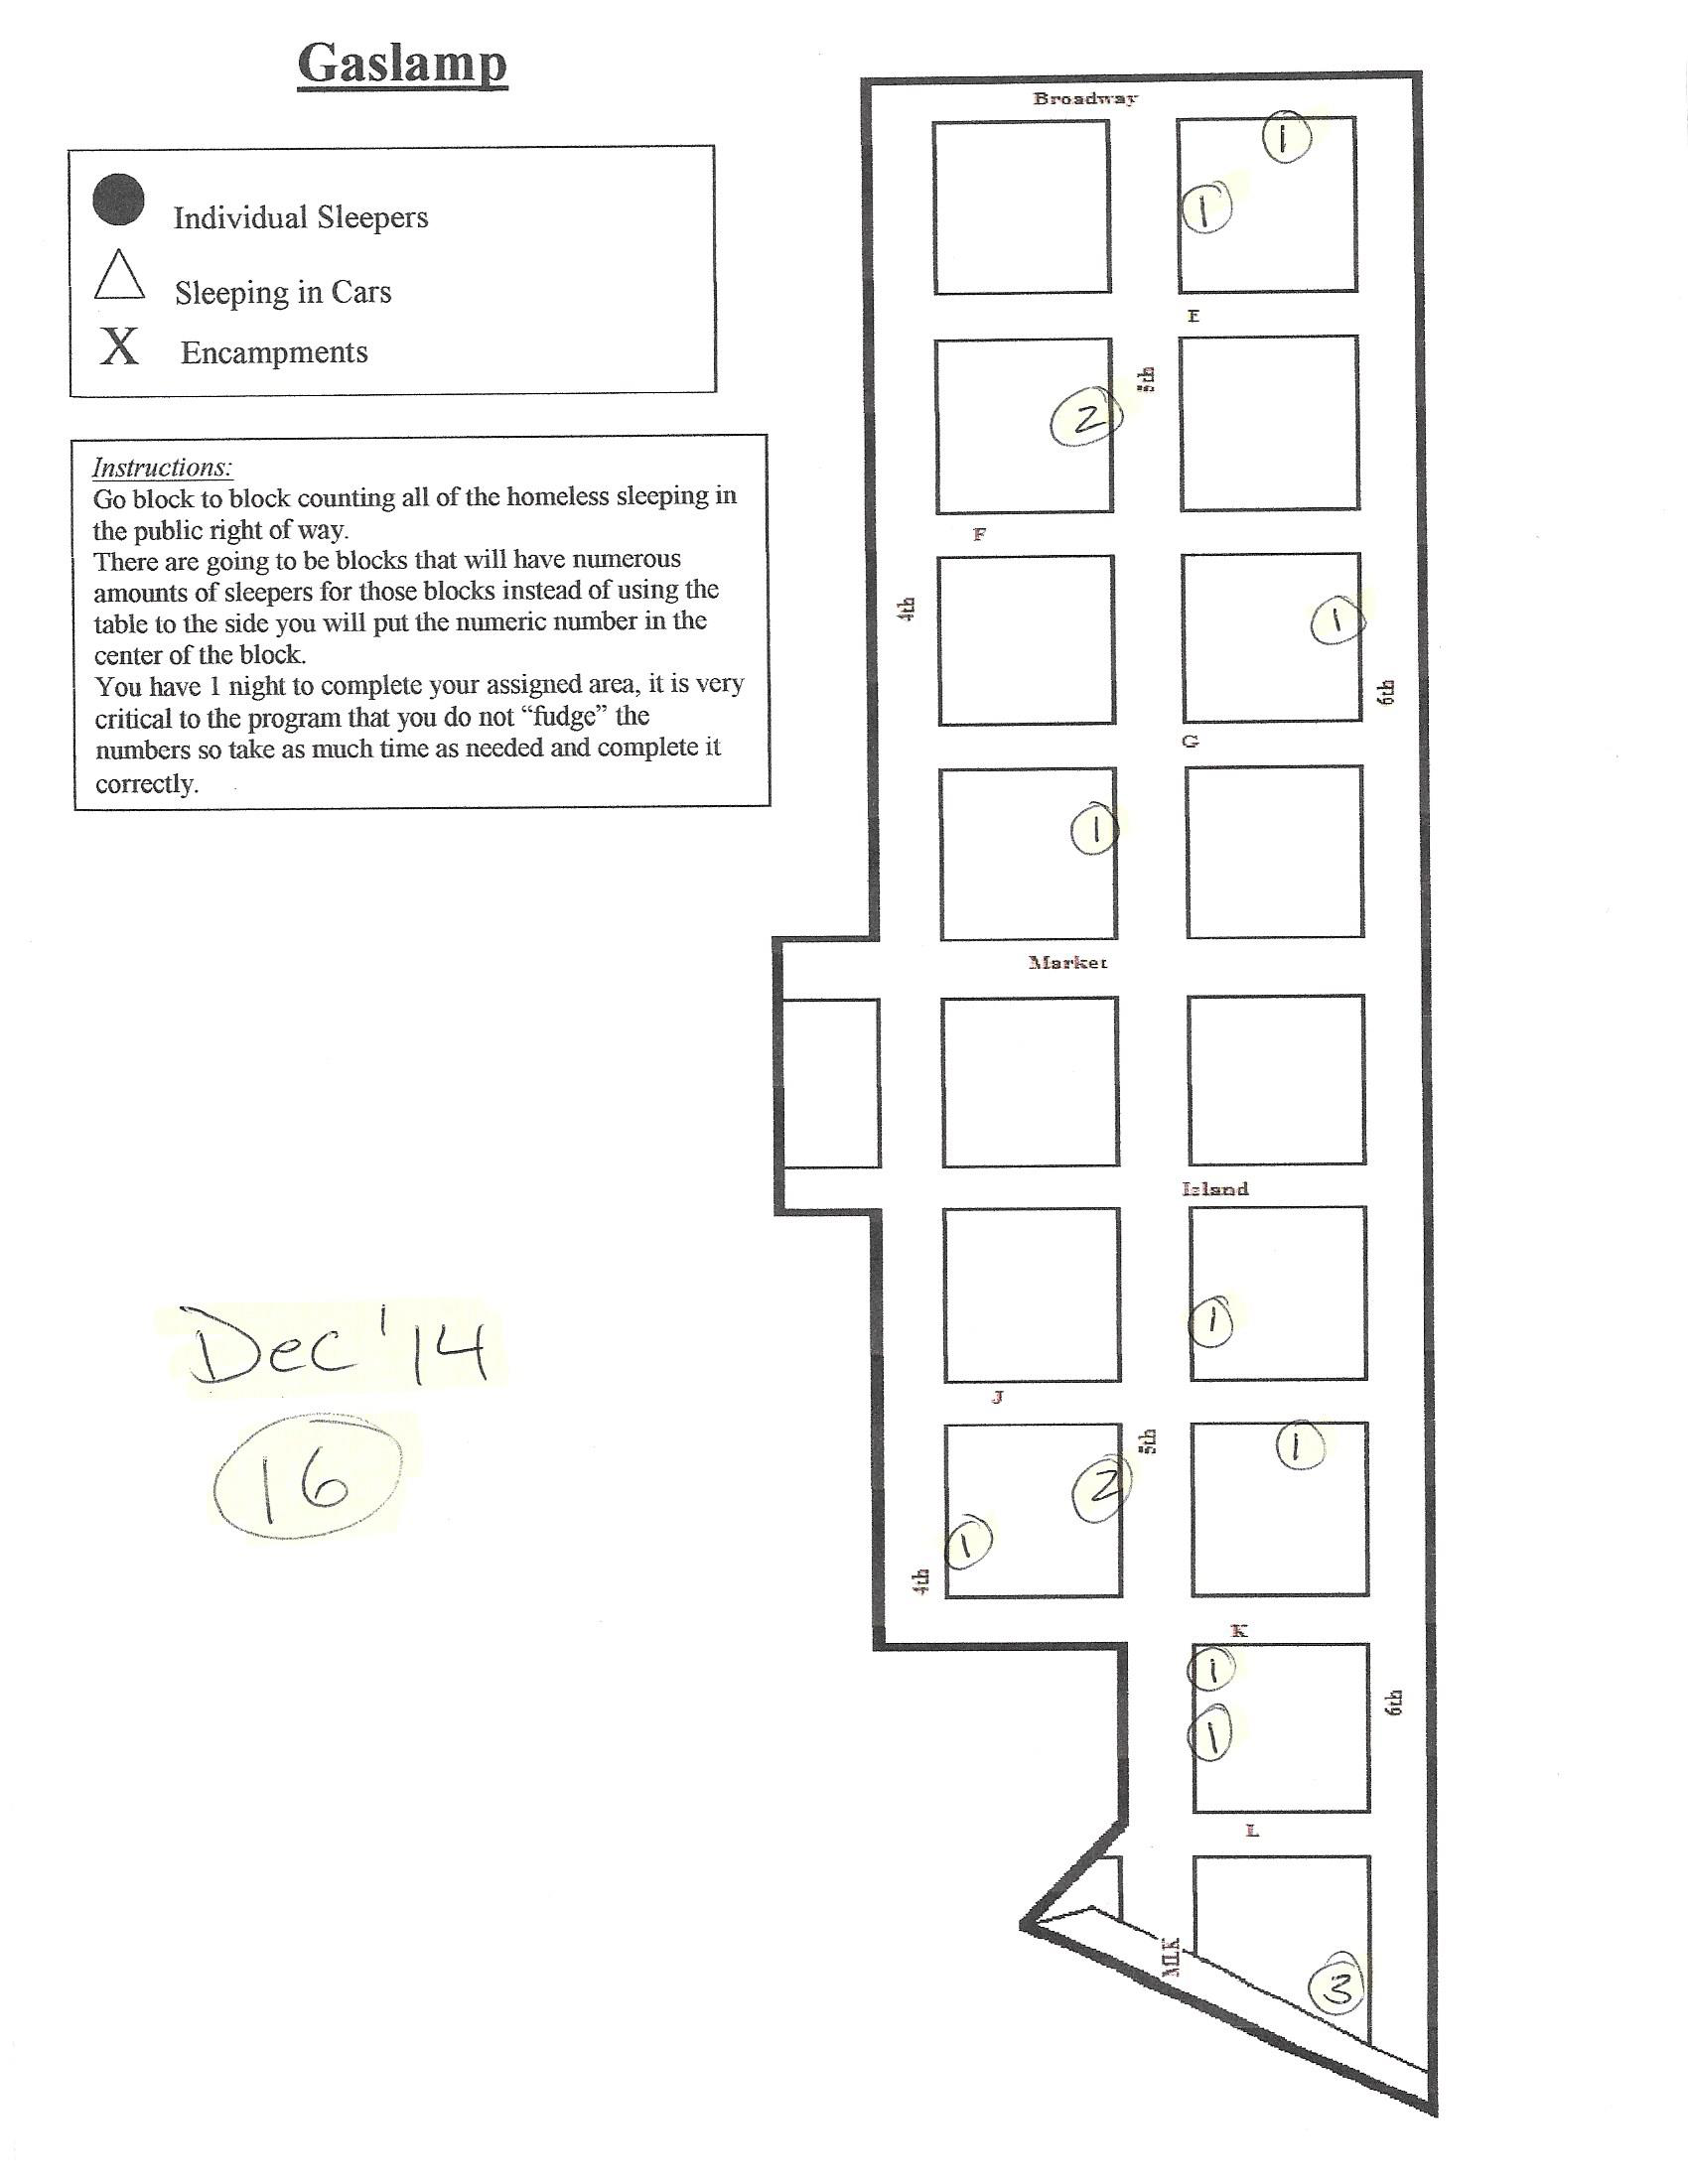 Gaslamp
Individual Sleepers
Sleeping in Cars
X Encampments
Instructions:
Go block to block counting all of the homeless sleeping in
the public right of way.
There are going to be blocks that will have numerous
amounts of sleepers for those blocks instead of using the
table to the side you will put the numeric number in the
center of the block.
You have 1 night to complete your assigned area, it is very
critical to the program that you do not “fudge” the
numbers so take as much time as needed and complete it
correctly.
Dec '14
16
Broadway
1
1
E
5th
2
F
4th
1
6th
G
1
Market
Island
1
J
5th
1
2
1
4th
K
1
6th
1
L
MLK
3